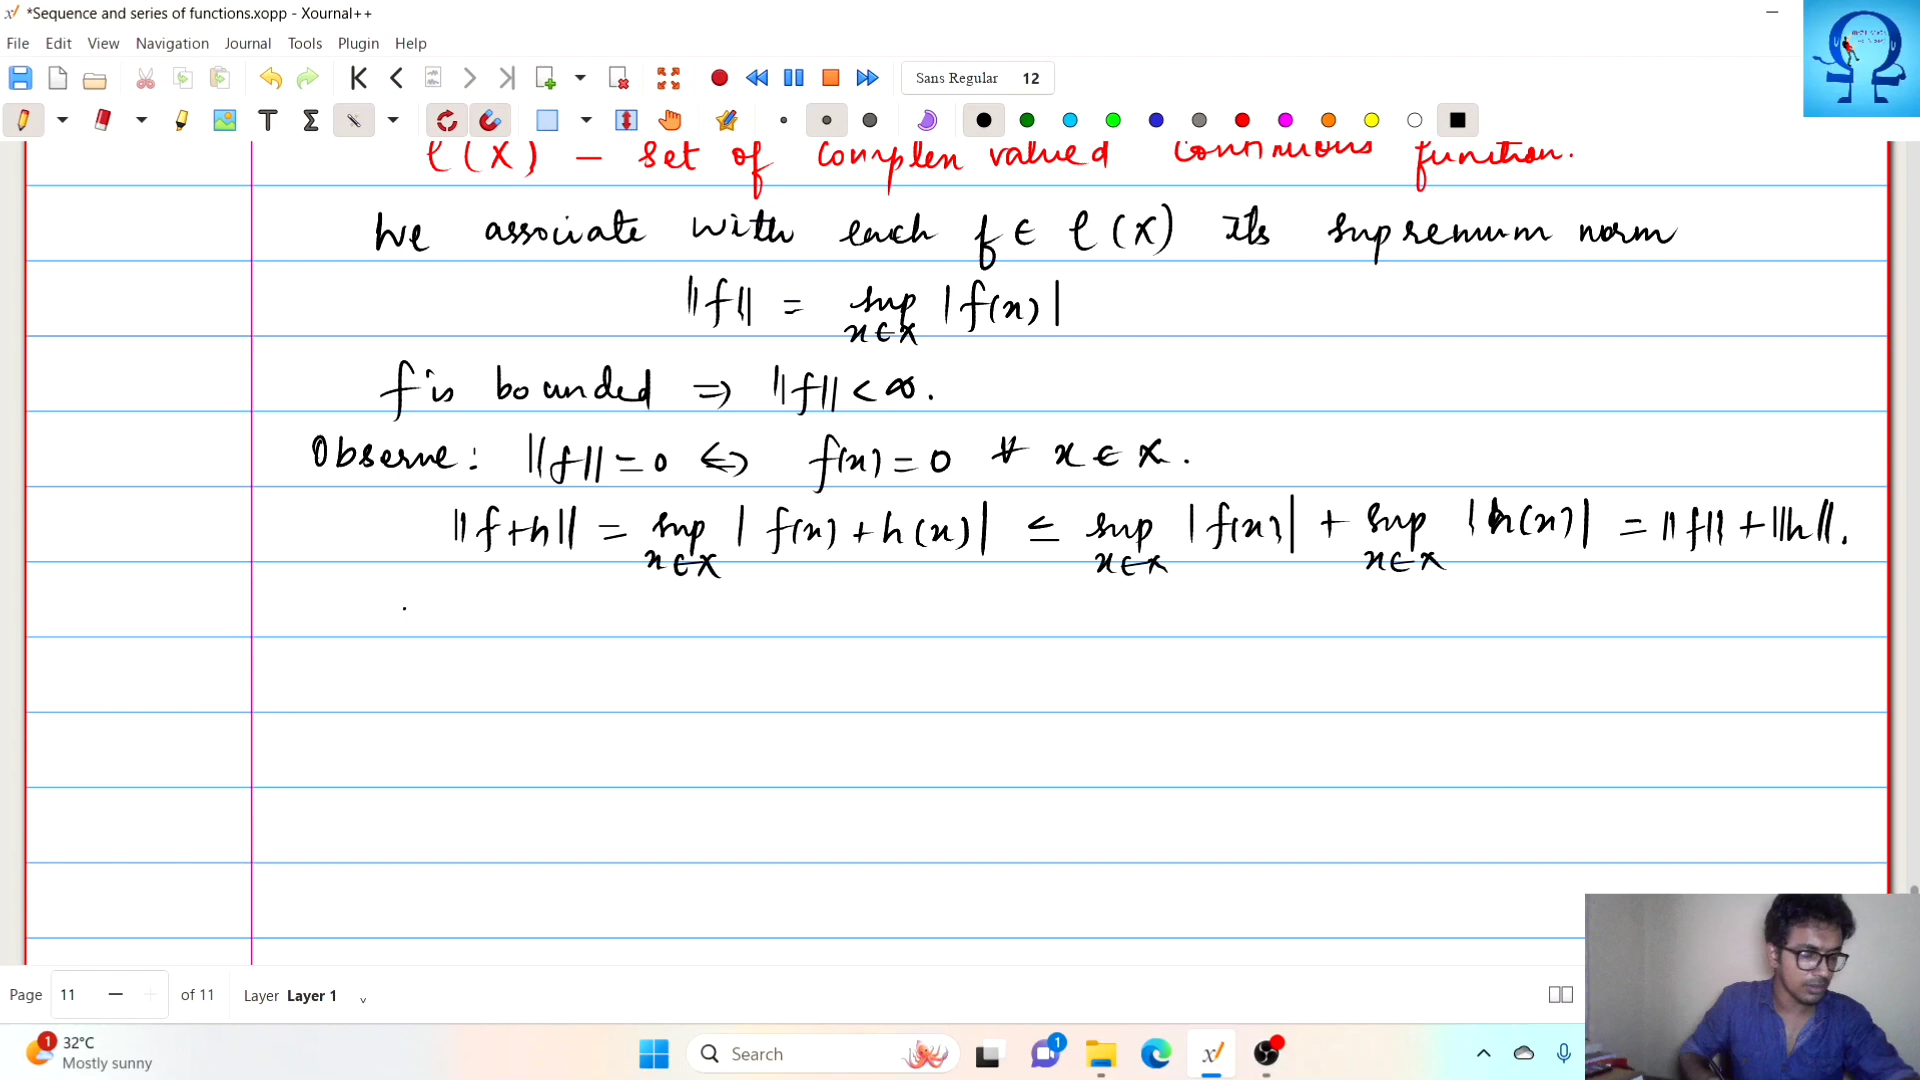 *Sequence and series of functions.xopp - Xournal++
File Edit View Navigation Journal Tools Plugin Help
Sans Regular 12
ℓ(X) – set of complex valued continuous function.
We associate with each f ∈ ℓ(X) its supremum norm
||f|| = sup |f(x)|
x∈X
f is bounded ⇒ ||f|| < ∞.
Observe: ||f|| = 0 ⇔ f(x) = 0 ∀ x ∈ X.
||f+h|| = sup | f(x) + h(x)| ≤ sup |f(x)| + sup |h(x)| = ||f|| + ||h||.
x∈X x∈X x∈X
Page 11 of 11 Layer Layer 1
1 32°C
Mostly sunny
Search
1